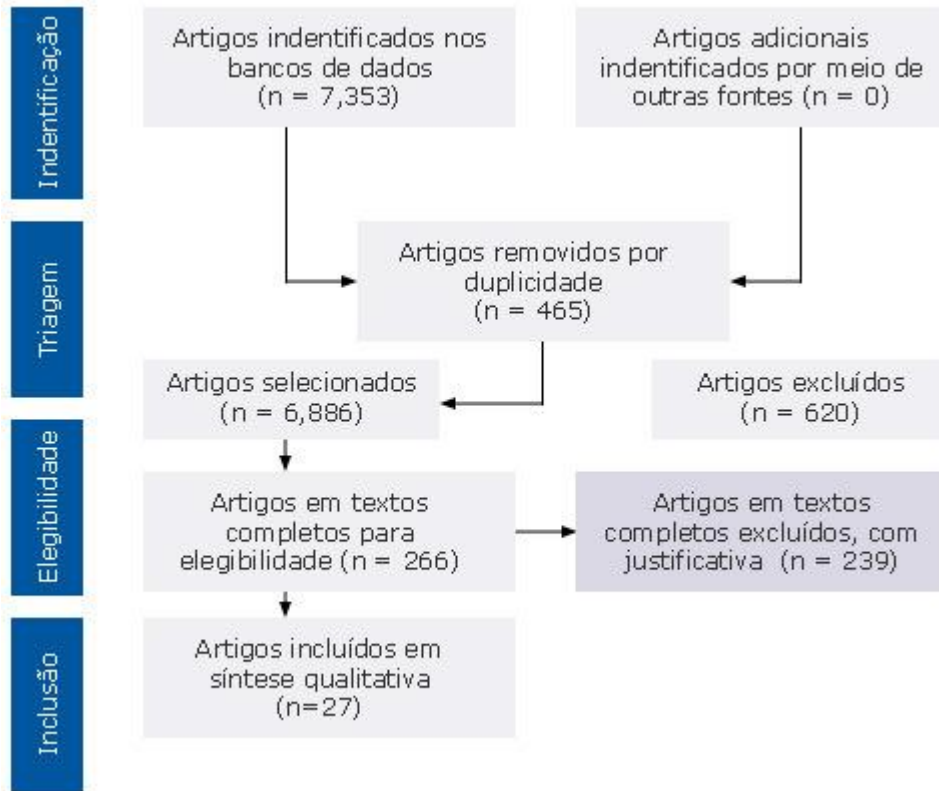 Indentificação
Artigos indentificados nos
bancos de dados
(n = 7,353)
Artigos adicionais
indentificados por meio de
outras fontes (n = 0)
Triagem
Artigos removidos por
duplicidade
(n = 465)
Artigos selecionados
(n = 6,886)
Artigos excluídos
(n = 620)
Elegibilidade
Artigos em textos
completos para
elegibilidade (n = 266)
Artigos em textos
completos excluídos, com
justificativa (n = 239)
Inclusão
Artigos incluídos em
síntese qualitativa
(n=27)